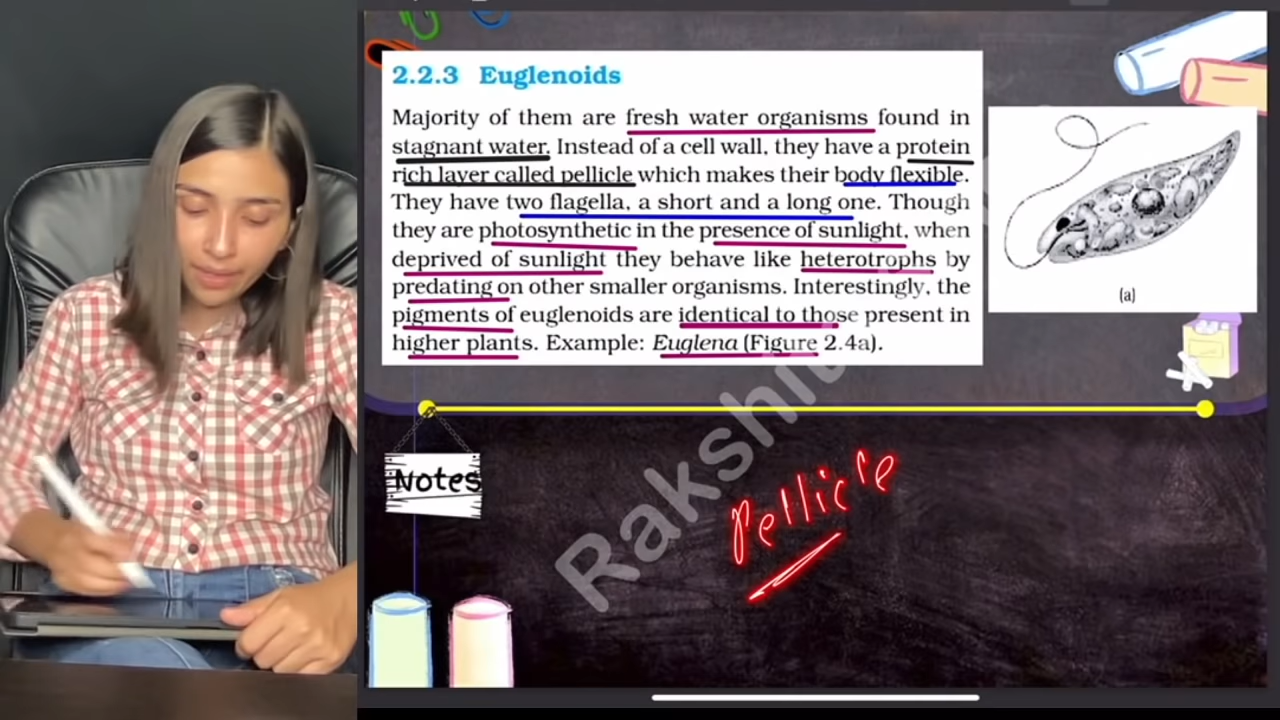 2.2.3 Euglenoids
Majority of them are fresh water organisms found in
stagnant water. Instead of a cell wall, they have a protein
rich layer called pellicle which makes their body flexible.
They have two flagella, a short and a long one. Though
they are photosynthetic in the presence of sunlight, when
deprived of sunlight they behave like heterotrophs by
predating on other smaller organisms. Interestingly, the
pigments of euglenoids are identical to those present in
higher plants. Example: Euglena (Figure 2.4a).
(a)
Notes
Pellicle
Rakshit